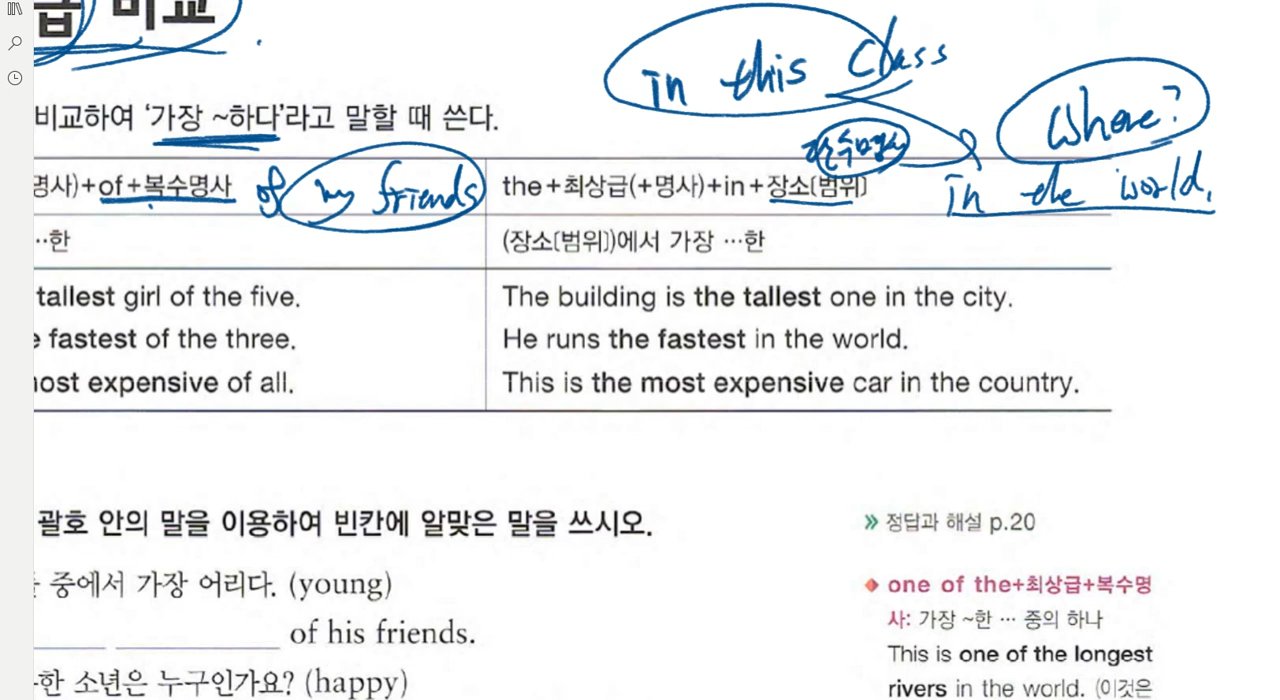 급 비교
in this class
Where?
비교하여 '가장 ~하다'라고 말할 때 쓴다.
단수명사
명사)+of+복수명사 of my friends
the+최상급(+명사)+in+장소(범위) in the world.
…한
(장소(범위))에서 가장 …한
tallest girl of the five.
The building is the tallest one in the city.
e fastest of the three.
He runs the fastest in the world.
most expensive of all.
This is the most expensive car in the country.
괄호 안의 말을 이용하여 빈칸에 알맞은 말을 쓰시오.
» 정답과 해설 p.20
중에서 가장 어리다. (young)
of his friends.
한 소년은 누구인가요? (happy)
one of the+최상급+복수명
사: 가장 ~한 … 중의 하나
This is one of the longest
rivers in the world. (이것은